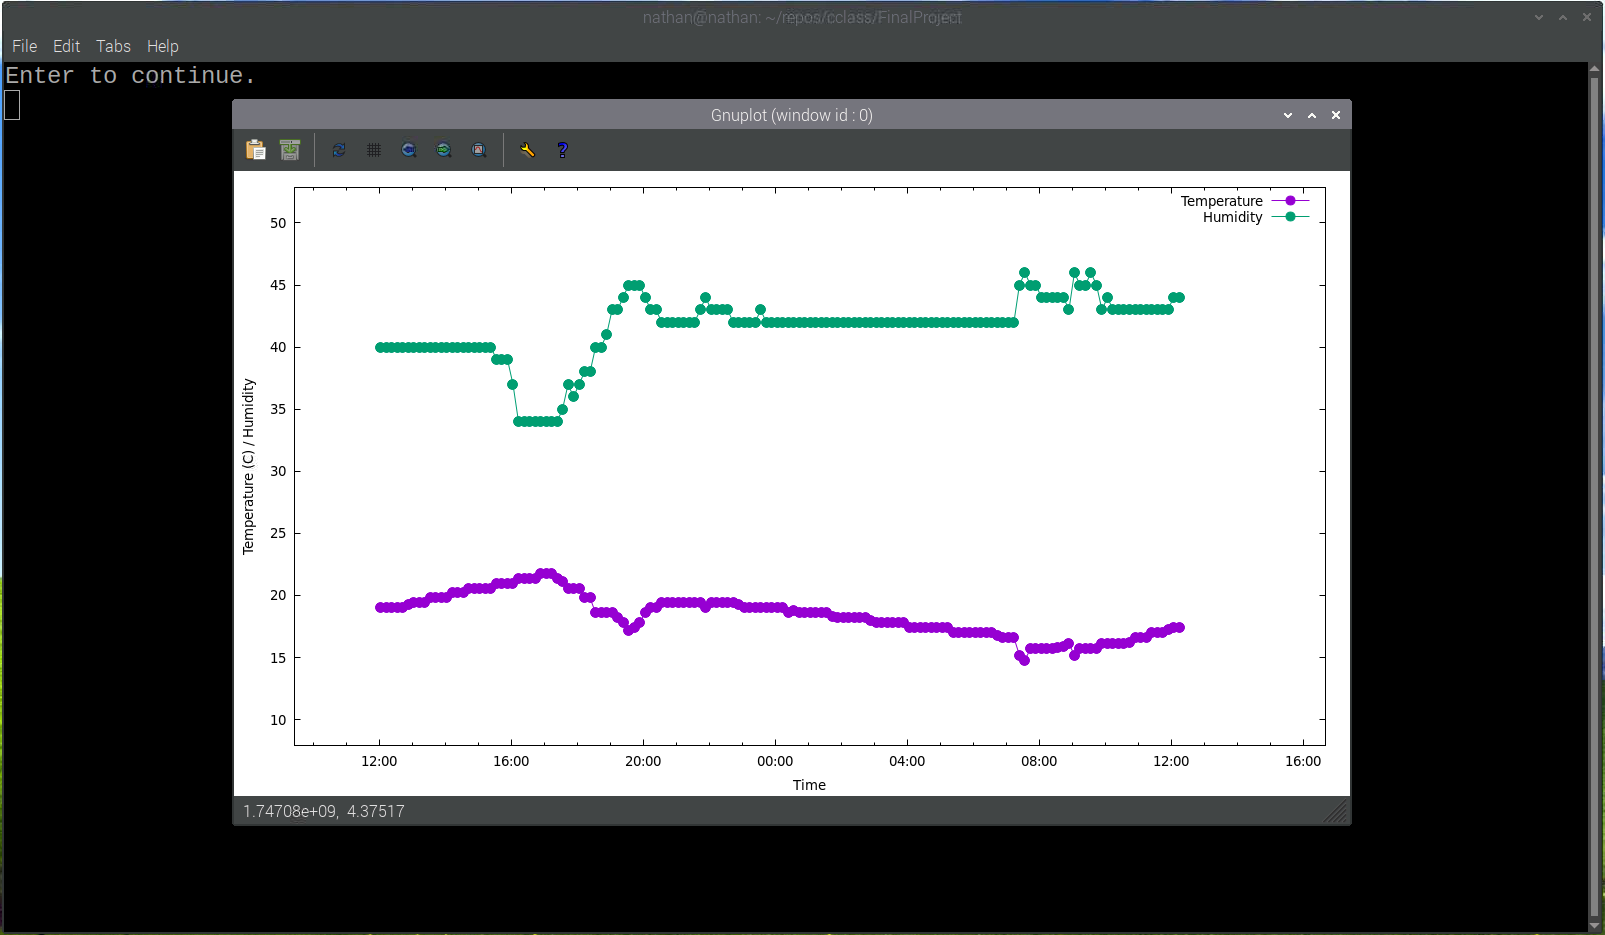 nathan@nathan: ~/repos/cclass/FinalProject
File Edit Tabs Help
Enter to continue.
Gnuplot (window id : 0)
?
Temperature
Humidity
50
45
40
35
30
25
20
15
10
Temperature (C) / Humidity
12:00 16:00 20:00 00:00 04:00 08:00 12:00 16:00
Time
1.74708e+09, 4.37517